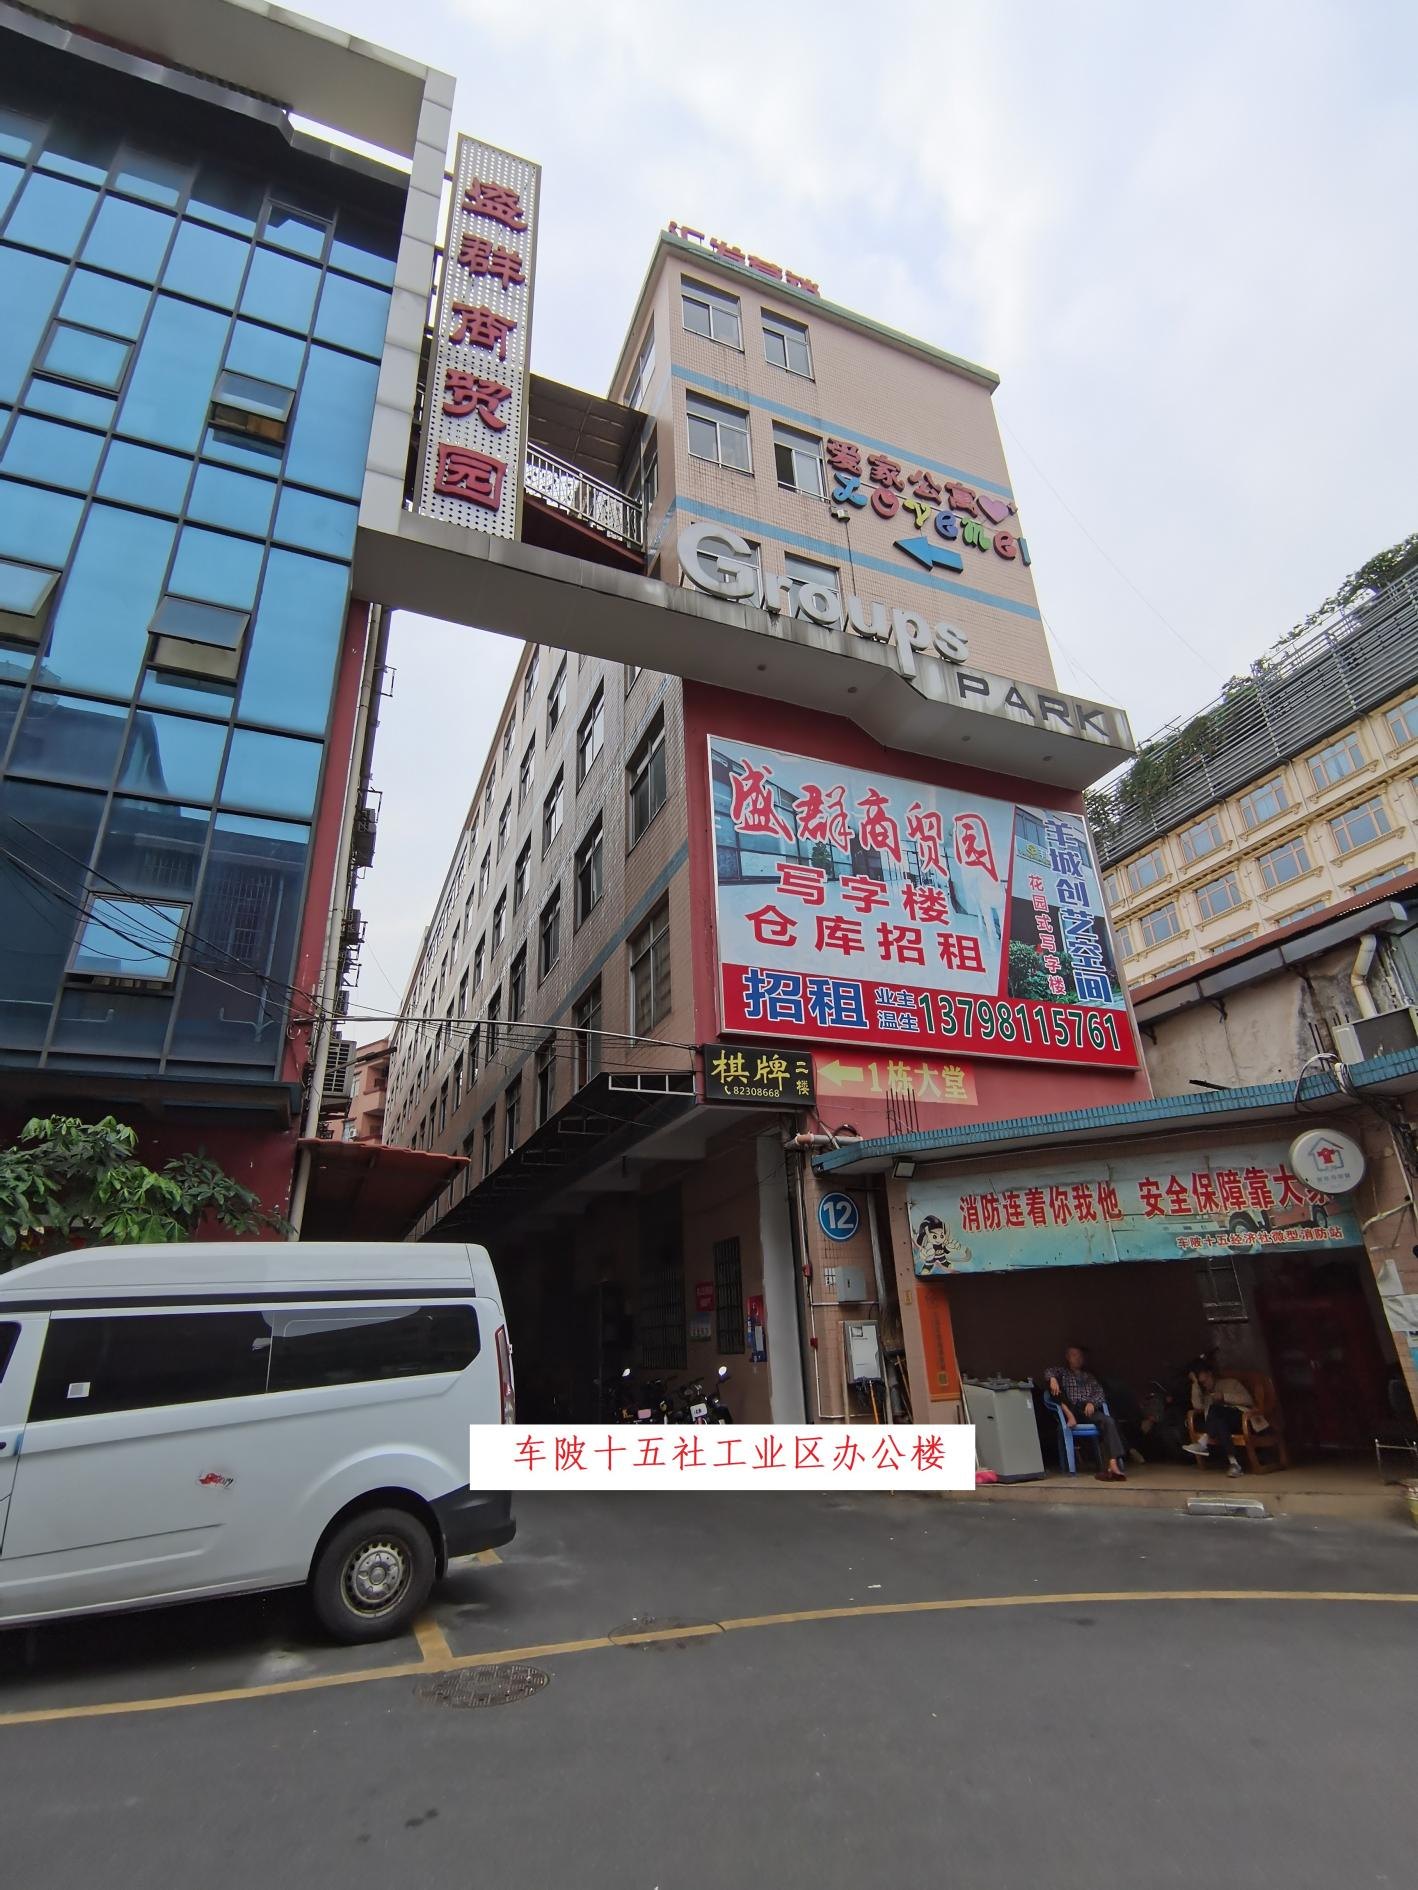 盛群商贸园
爱家公寓
Loyemel
Groups
PARK
盛群商贸园
写字楼
仓库招租
羊城创艺空间
花园式写字楼
招租 业主温生 13798115761
棋牌 二楼
82308668
1栋大堂
12
消防连着你我他 安全保障靠大家
车陂十五经济社微型消防站
车陂十五社工业区办公楼